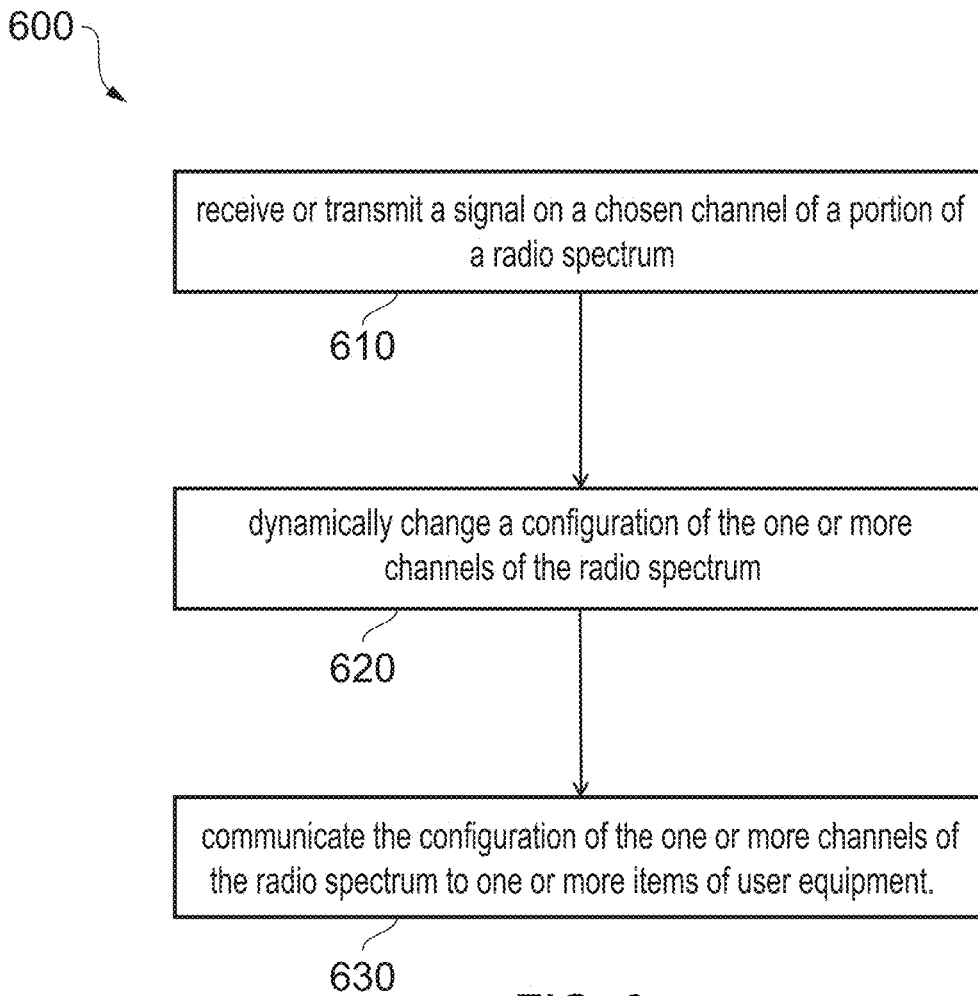 600
receive or transmit a signal on a chosen channel of a portion of
a radio spectrum
610
dynamically change a configuration of the one or more
channels of the radio spectrum
620
communicate the configuration of the one or more channels of
the radio spectrum to one or more items of user equipment.
630